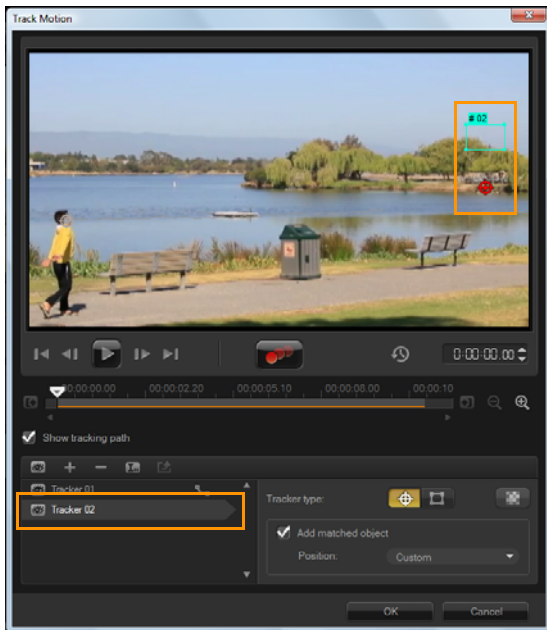 Track Motion
# 02
0:00:00.00
00:00:00.00 00:00:02.20 00:00:05.10 00:00:08.00 00:00:10
Show tracking path
Tracker 01
Tracker 02
Tracker type:
Add matched object
Position: Custom
OK Cancel